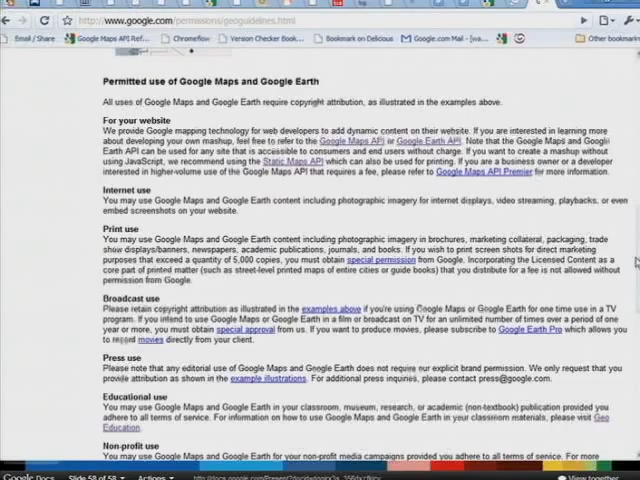 http://www.google.com/permissions/geoguidelines.html
Email / Share Google Maps API Ref... Chromeflow Version Checker Book... Bookmark on Delicious Google.com Mail - [wa... Other bookmar
Permitted use of Google Maps and Google Earth
All uses of Google Maps and Google Earth require copyright attribution, as illustrated in the examples above.
For your website
We provide Google mapping technology for web developers to add dynamic content on their website. If you are interested in learning more
about developing your own mashup, feel free to refer to the Google Maps API or Google Earth API. Note that the Google Maps and Google
Earth API can be used for any site that is accessible to consumers and end users without charge. If you want to create a mashup without
using JavaScript, we recommend using the Static Maps API which can also be used for printing. If you are a business owner or a developer
interested in higher-volume use of the Google Maps API that requires a fee, please refer to Google Maps API Premier for more information.
Internet use
You may use Google Maps and Google Earth content including photographic imagery for internet displays, video streaming, playbacks, or even
embed screenshots on your website.
Print use
You may use Google Maps and Google Earth content including photographic imagery in brochures, marketing collateral, packaging, trade
show displays/banners, newspapers, academic publications, journals, and books. If you wish to print screen shots for direct marketing
purposes that exceed a quantity of 5,000 copies, you must obtain special permission from Google. Incorporating the Licensed Content as a
core part of printed matter (such as street-level printed maps of entire cities or guide books) that you distribute for a fee is not allowed without
permission from Google.
Broadcast use
Please retain copyright attribution as illustrated in the examples above if you're using Google Maps or Google Earth for one time use in a TV
program. If you intend to use Google Maps or Google Earth in a film or broadcast on TV for an unlimited number of times over a period of one
year or more, you must obtain special approval from us. If you want to produce movies, please subscribe to Google Earth Pro which allows you
to record movies directly from your client.
Press use
Please note that any editorial use of Google Maps and Google Earth does not require our explicit brand permission. We only request that you
provide attribution as shown in the example illustrations. For additional press inquiries, please contact press@google.com.
Educational use
You may use Google Maps and Google Earth in your classroom, museum, research, or academic (non-textbook) publication provided you
adhere to all terms of service. For information on how to use Google Maps and Google Earth in your classroom materials, please visit Geo
Education.
Non-profit use
You may use Google Maps and Google Earth for your non-profit media campaigns provided you adhere to all terms of service. For more
Google Docs Slide 58 of 58 Actions View together